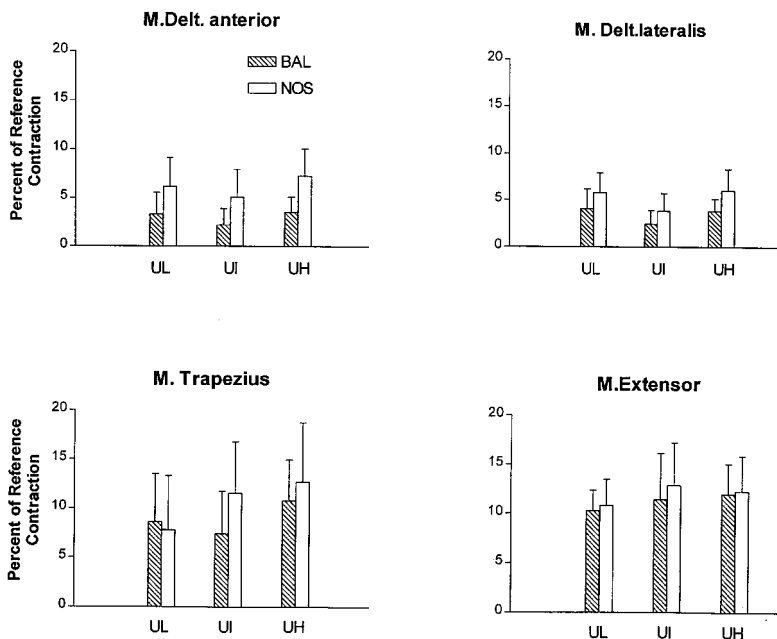 M.Delt. anterior
Percent of Reference
Contraction
20
15
10
5
0
BAL
NOS
UL UI UH
M. Delt.lateralis
20
15
10
5
0
UL UI UH
M. Trapezius
Percent of Reference
Contraction
20
15
10
5
0
UL UI UH
M.Extensor
20
15
10
5
0
UL UI UH